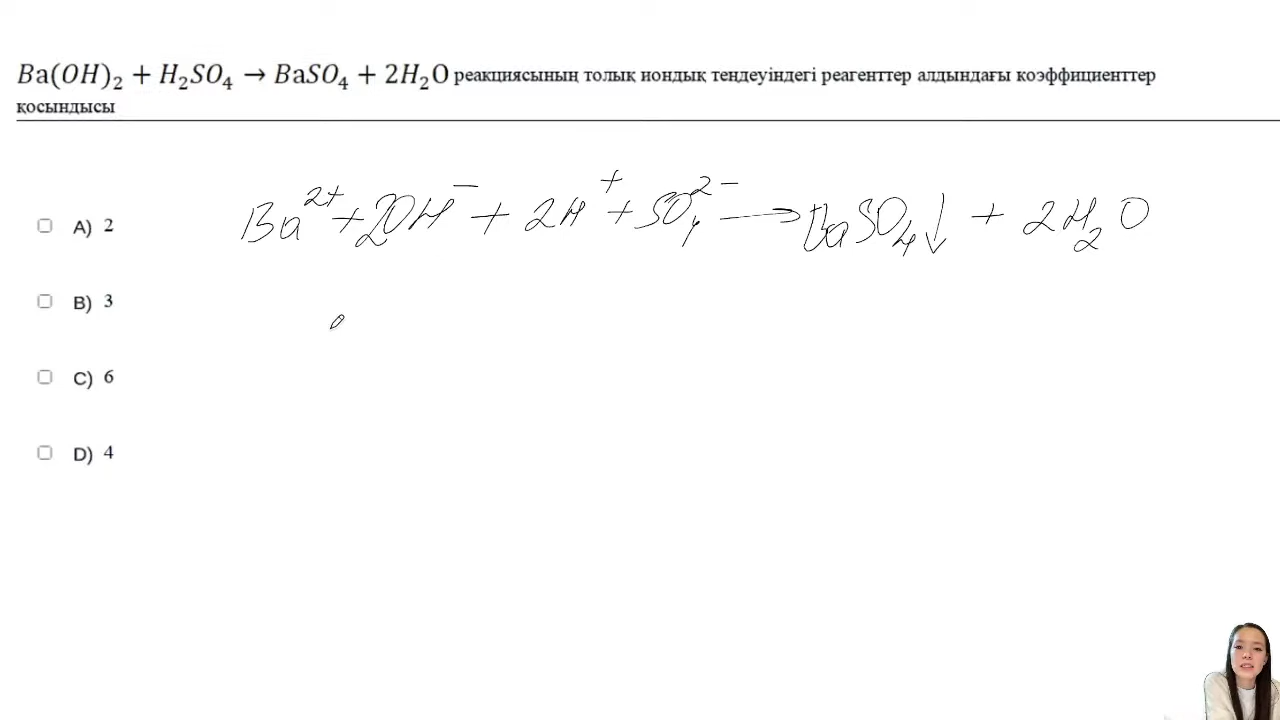 Ba(OH)₂ + H₂SO₄ → BaSO₄ + 2H₂O реакциясының толық иондық теңдеуіндегі реагенттер алдындағы коэффициенттер
қосындысы
Ba²⁺ + 2OH⁻ + 2H⁺ + SO₄²⁻ → BaSO₄↓ + 2H₂O
A) 2
B) 3
C) 6
D) 4